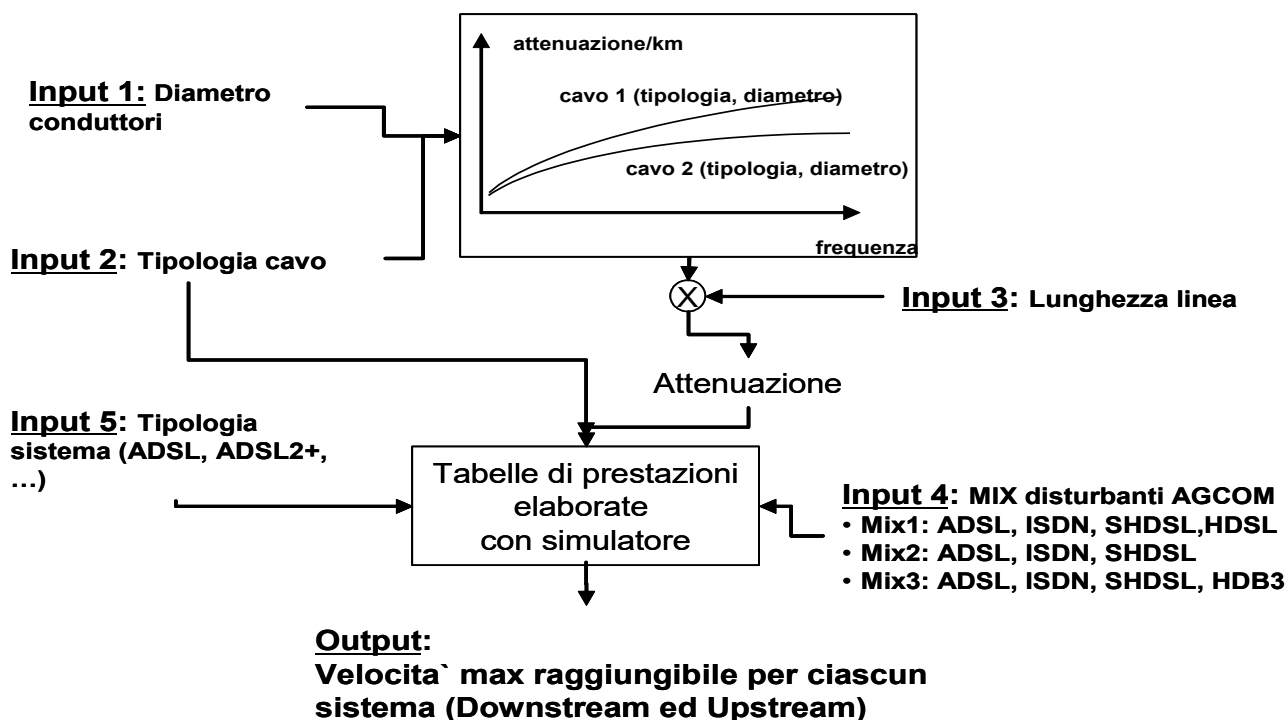 attenuazione/km
Input 1: Diametro
conduttori
cavo 1 (tipologia, diametro)
cavo 2 (tipologia, diametro)
frequenza
Input 2: Tipologia cavo
X
Input 3: Lunghezza linea
Attenuazione
Input 5: Tipologia
sistema (ADSL, ADSL2+,
...)
Tabelle di prestazioni
elaborate
con simulatore
Input 4: MIX disturbanti AGCOM
• Mix1: ADSL, ISDN, SHDSL,HDSL
• Mix2: ADSL, ISDN, SHDSL
• Mix3: ADSL, ISDN, SHDSL, HDB3
Output:
Velocita` max raggiungibile per ciascun
sistema (Downstream ed Upstream)